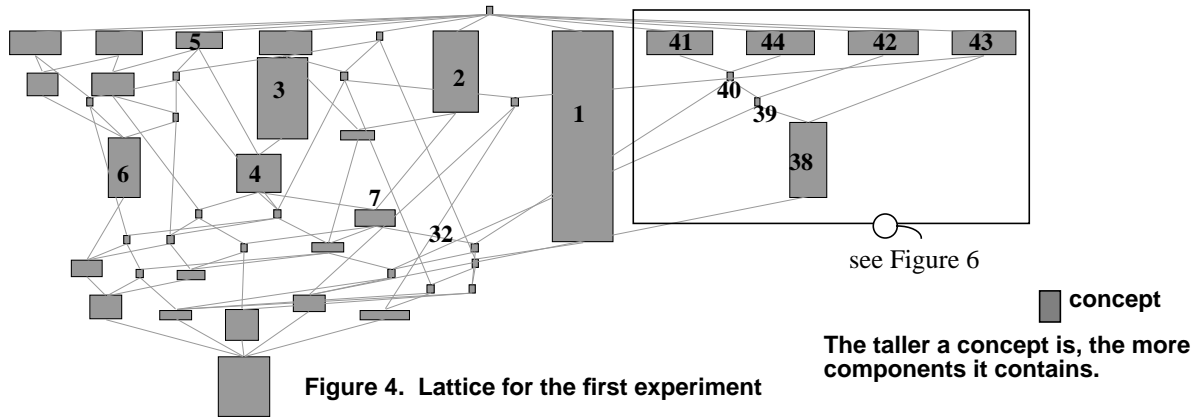 5
41 44 42 43
3
2
40
1
39
6
4
38
7
32
see Figure 6
concept
The taller a concept is, the more
components it contains.
Figure 4. Lattice for the first experiment